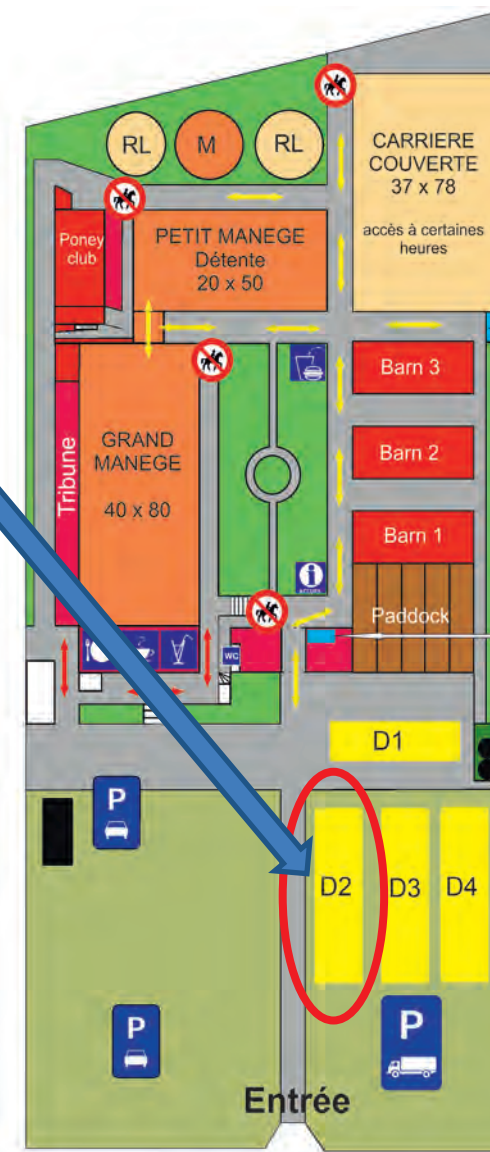 RL
M
RL
CARRIERE
COUVERTE
37 x 78
accès à certaines
heures
Poney
club
PETIT MANEGE
Détente
20 x 50
Barn 3
GRAND
MANEGE
40 x 80
Tribune
Barn 2
Barn 1
i
ACCUEIL
Paddock
WC
D1
P
D2
D3
D4
P
P
Entrée